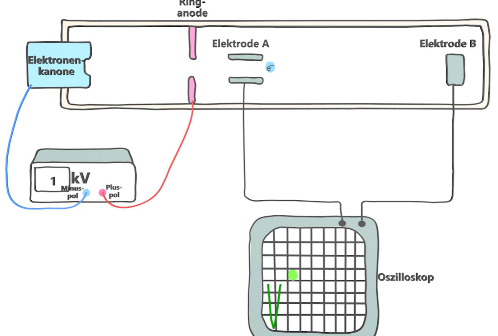 Ring-
anode
Elektrode A
Elektrode B
Elektronen-
kanone
e⁻
1 kV
Minus-
pol
Plus-
pol
Oszilloskop